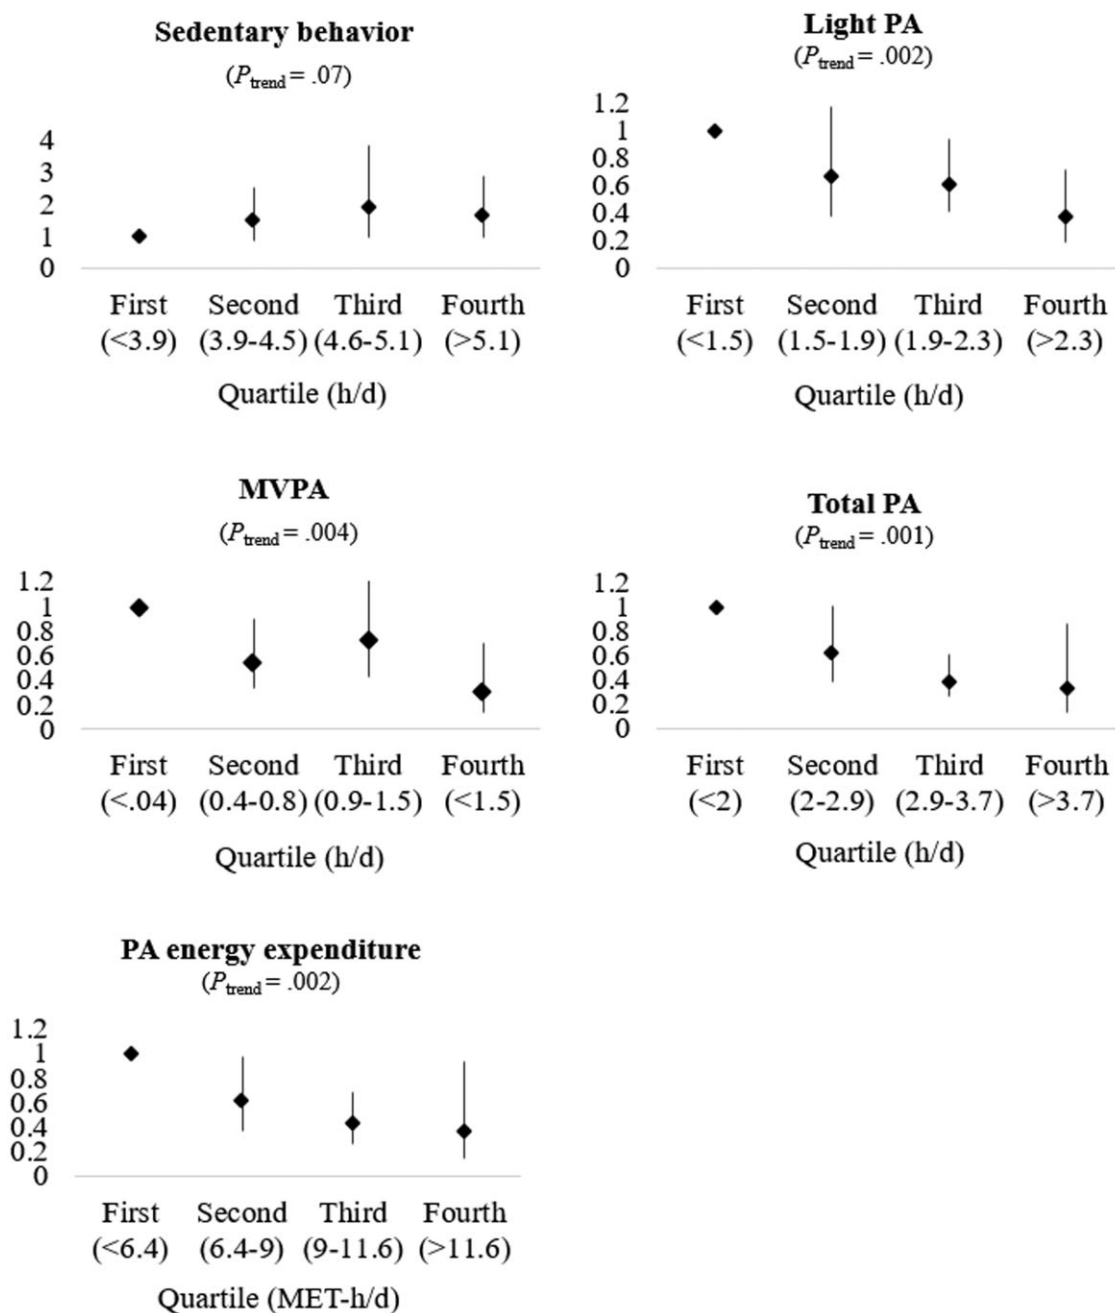 Sedentary behavior
(Ptrend = .07)
4
3
2
1
0
First Second Third Fourth
(<3.9) (3.9-4.5) (4.6-5.1) (>5.1)
Quartile (h/d)
Light PA
(Ptrend = .002)
1.2
1
0.8
0.6
0.4
0.2
0
First Second Third Fourth
(<1.5) (1.5-1.9) (1.9-2.3) (>2.3)
Quartile (h/d)
MVPA
(Ptrend = .004)
1.2
1
0.8
0.6
0.4
0.2
0
First Second Third Fourth
(<.04) (0.4-0.8) (0.9-1.5) (<1.5)
Quartile (h/d)
Total PA
(Ptrend = .001)
1.2
1
0.8
0.6
0.4
0.2
0
First Second Third Fourth
(<2) (2-2.9) (2.9-3.7) (>3.7)
Quartile (h/d)
PA energy expenditure
(Ptrend = .002)
1.2
1
0.8
0.6
0.4
0.2
0
First Second Third Fourth
(<6.4) (6.4-9) (9-11.6) (>11.6)
Quartile (MET-h/d)